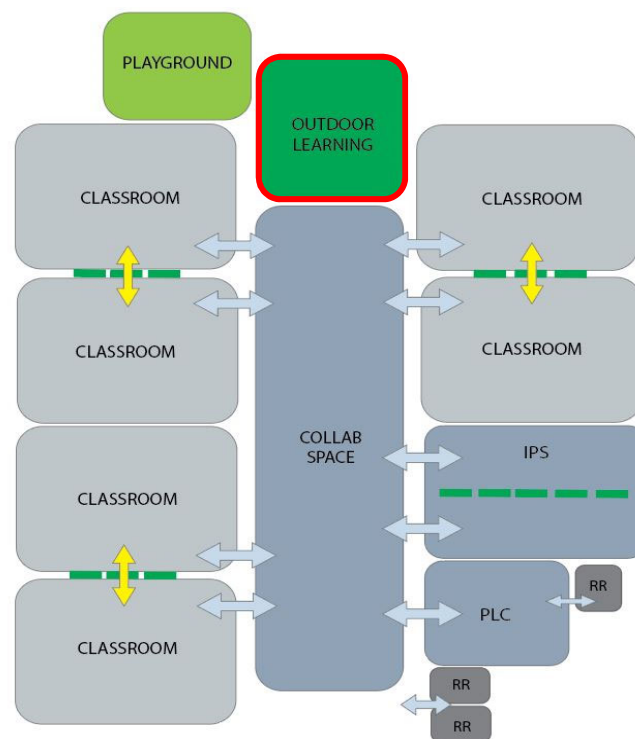 PLAYGROUND
OUTDOOR
LEARNING
CLASSROOM
CLASSROOM
CLASSROOM
CLASSROOM
COLLAB
SPACE
IPS
CLASSROOM
CLASSROOM
PLC
RR
RR
RR